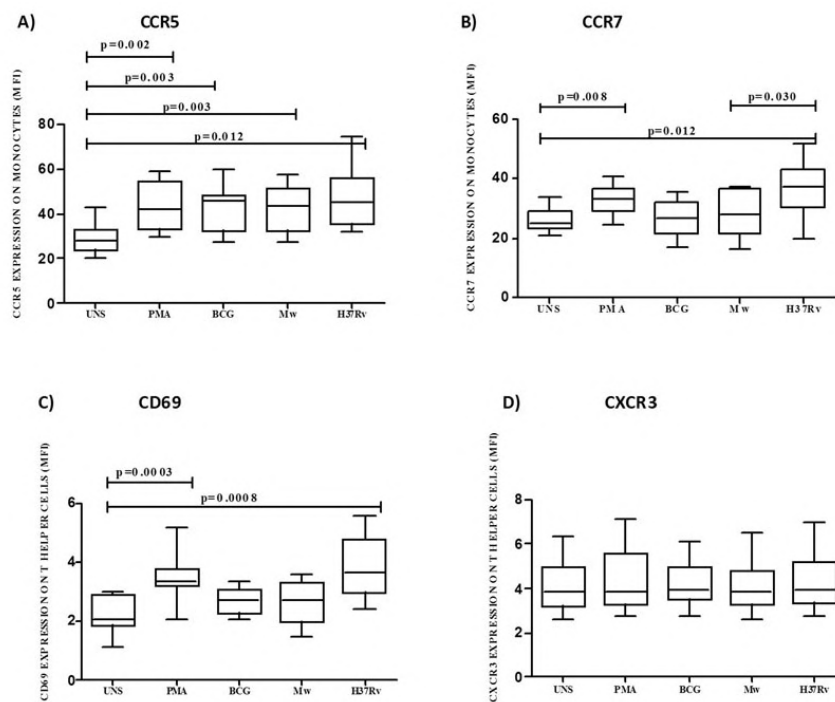 A) CCR5
p=0.002
p=0.003
p=0.003
p=0.012
CCR5 EXPRESSION ON MONOCYTES (MFI)
80
60
40
20
0
UNS PMA BCG Mw H37Rv
B) CCR7
p=0.008
p=0.030
p=0.012
CCR7 EXPRESSION ON MONOCYTES (MFI)
60
40
20
0
UNS PMA BCG Mw H37Rv
C) CD69
p=0.0003
p=0.0008
CD69 EXPRESSION ON T HELPER CELLS (MFI)
6
4
2
0
UNS PMA BCG Mw H37Rv
D) CXCR3
CXCR3 EXPRESSION ON T HELPER CELLS (MFI)
8
6
4
2
0
UNS PMA BCG Mw H37Rv